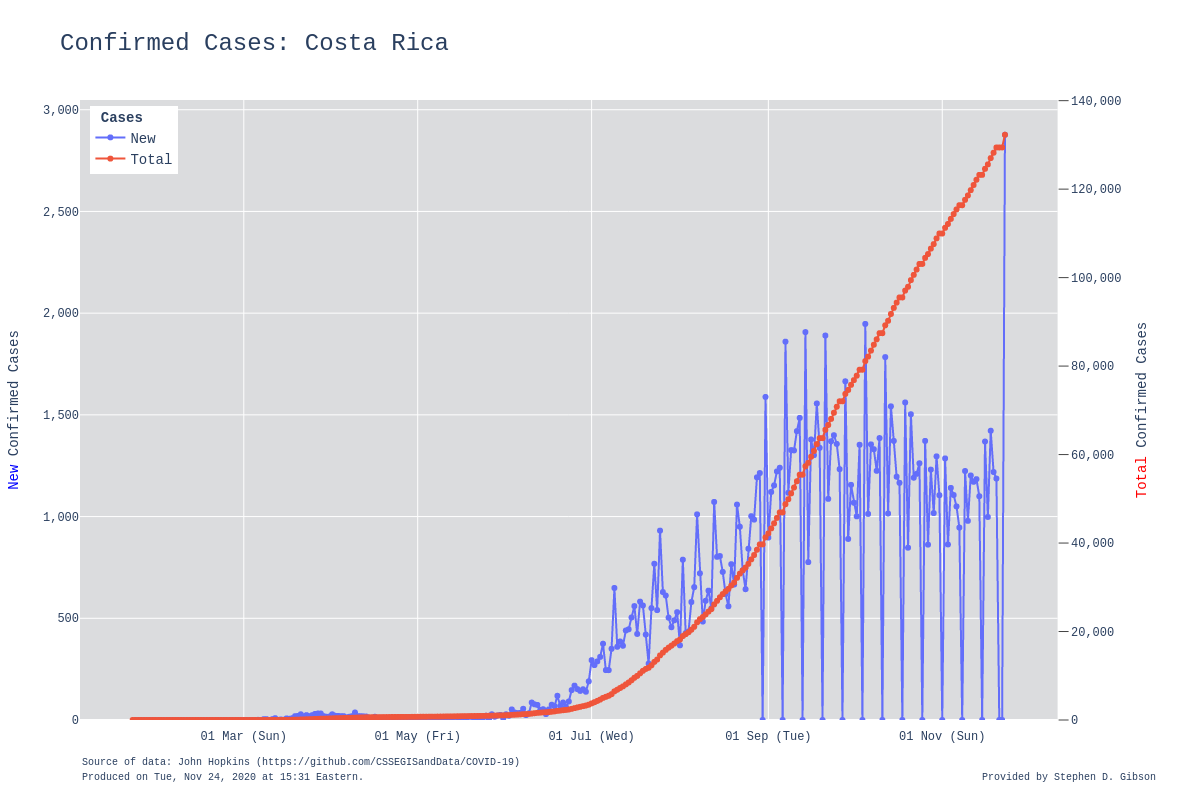 Confirmed Cases: Costa Rica
Cases
New
Total
3,000
2,500
2,000
1,500
1,000
500
0
New Confirmed Cases
140,000
120,000
100,000
80,000
60,000
40,000
20,000
0
Total Confirmed Cases
01 Mar (Sun)
01 May (Fri)
01 Jul (Wed)
01 Sep (Tue)
01 Nov (Sun)
Source of data: John Hopkins (https://github.com/CSSEGISandData/COVID-19)
Produced on Tue, Nov 24, 2020 at 15:31 Eastern.
Provided by Stephen D. Gibson